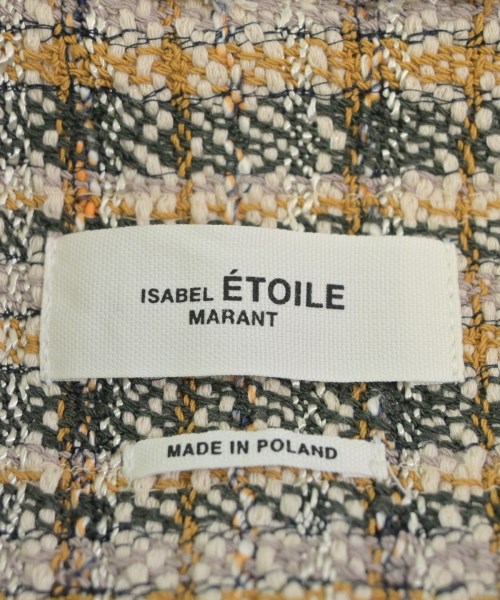 ISABEL ÉTOILE
MARANT
MADE IN POLAND